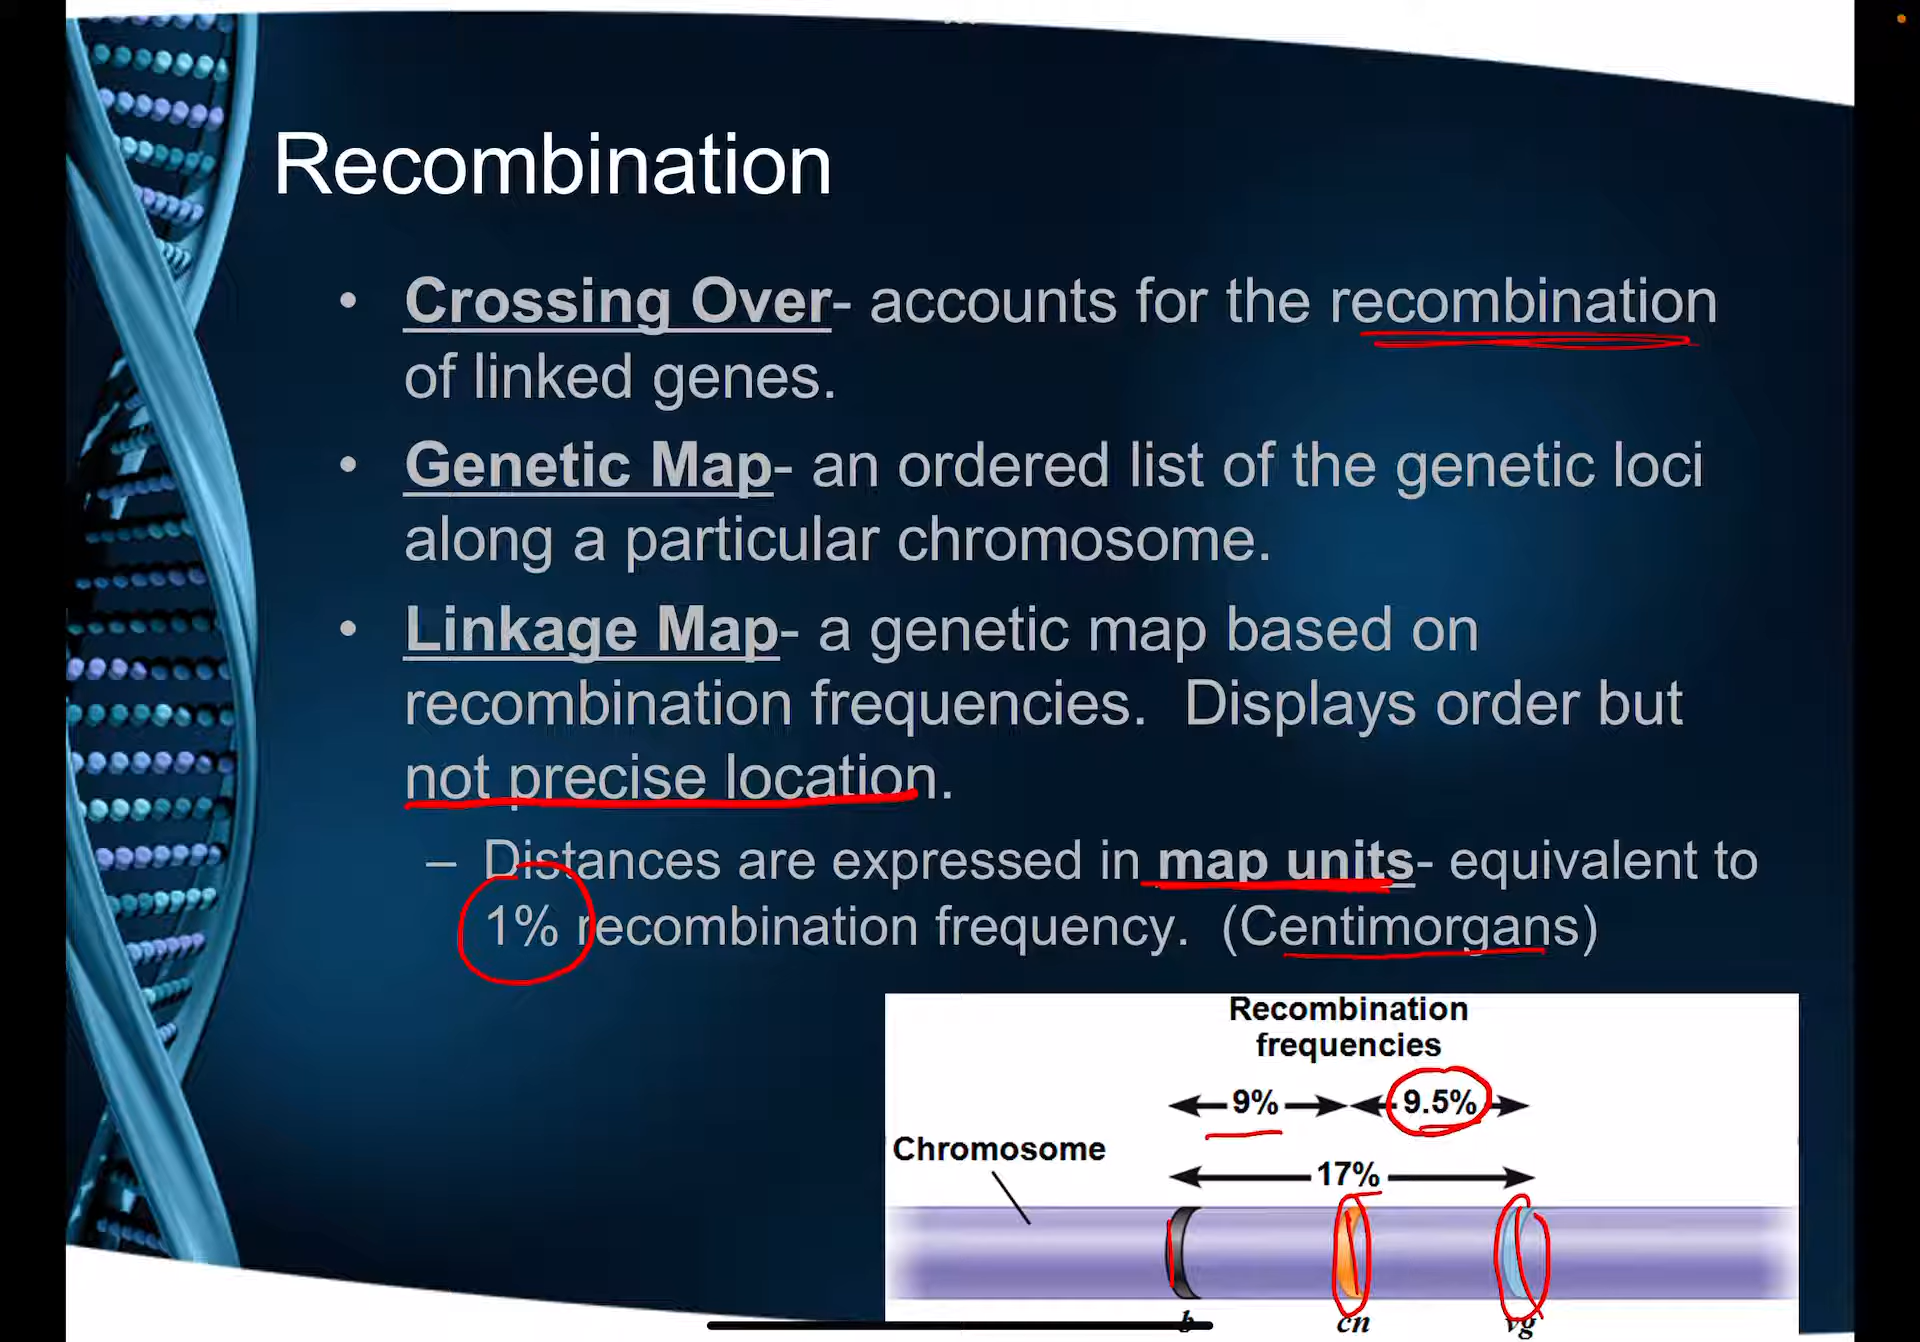 Recombination
• Crossing Over- accounts for the recombination
of linked genes.
• Genetic Map- an ordered list of the genetic loci
along a particular chromosome.
• Linkage Map- a genetic map based on
recombination frequencies. Displays order but
not precise location.
– Distances are expressed in map units- equivalent to
1% recombination frequency. (Centimorgans)
Recombination
frequencies
9% 9.5%
Chromosome
17%
b cn vg